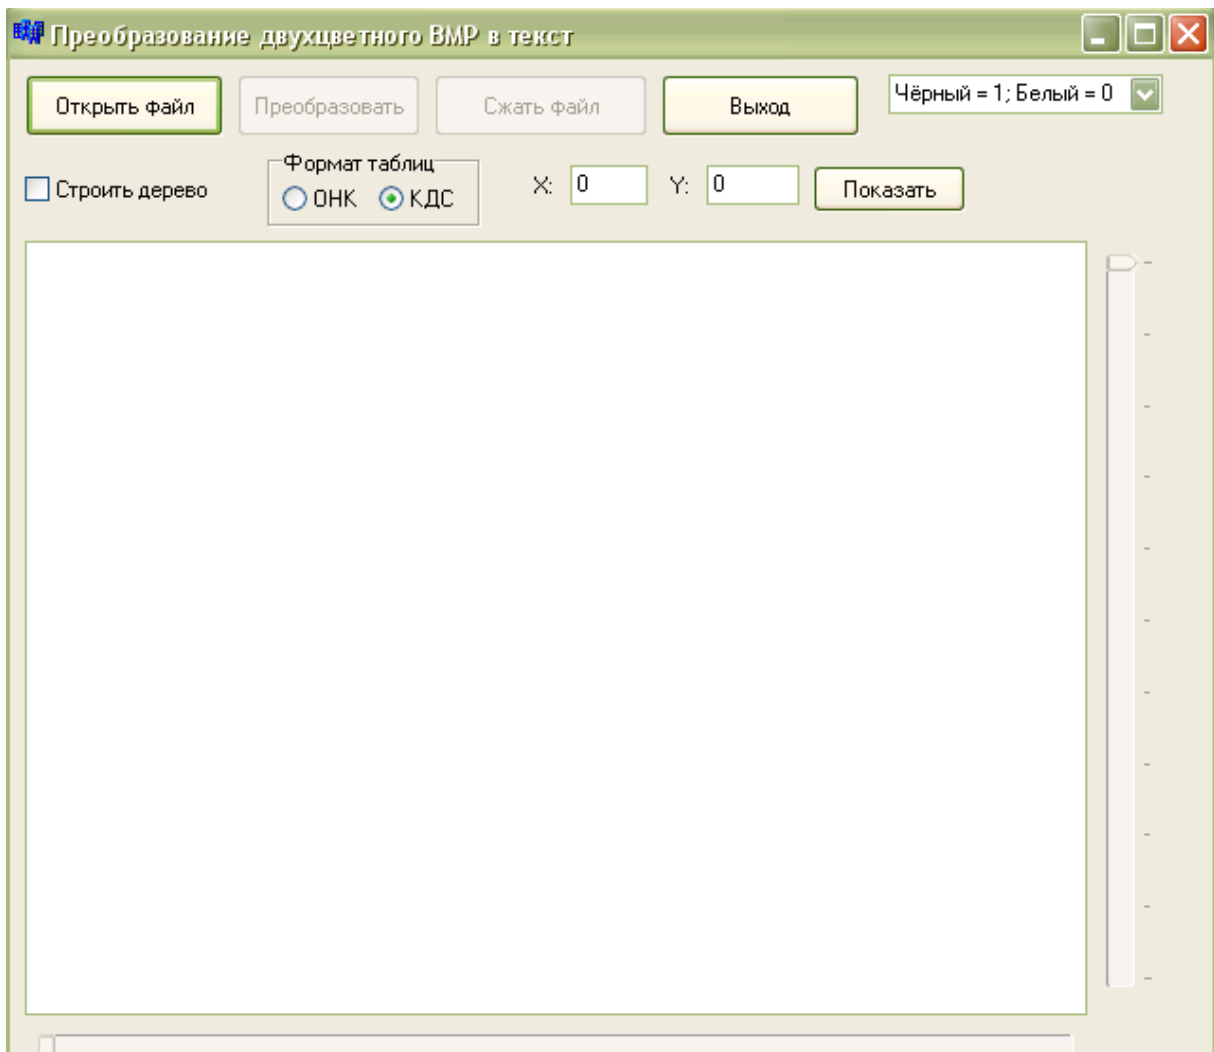 Преобразование двухцветного BMP в текст
Открыть файл
Преобразовать
Сжать файл
Выход
Чёрный = 1; Белый = 0
Строить дерево
Формат таблиц
ОНК
КДС
X: 0
Y: 0
Показать